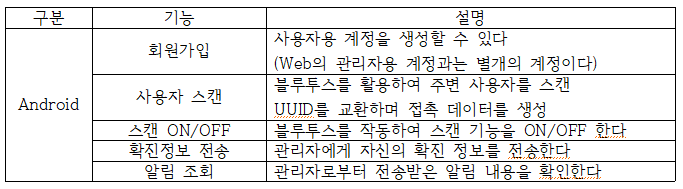 구분 기능 설명
Android
회원가입 사용자용 계정을 생성할 수 있다
(Web의 관리자용 계정과는 별개의 계정이다)
사용자 스캔 블루투스를 활용하여 주변 사용자를 스캔
UUID를 교환하며 접촉 데이터를 생성
스캔 ON/OFF 블루투스를 작동하여 스캔 기능을 ON/OFF 한다
확진정보 전송 관리자에게 자신의 확진 정보를 전송한다
알림 조회 관리자로부터 전송받은 알림 내용을 확인한다